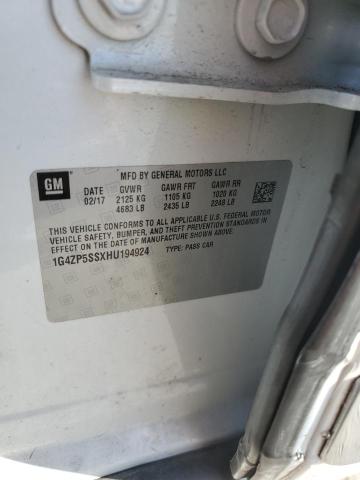 GM
MFD BY GENERAL MOTORS LLC
DATE GVWR GAWR FRT GAWR RR
02/17 2125 KG 1105 KG 1020 KG
4683 LB 2435 LB 2248 LB
THIS VEHICLE CONFORMS TO ALL APPLICABLE U.S. FEDERAL MOTOR
VEHICLE SAFETY, BUMPER, AND THEFT PREVENTION STANDARDS IN
EFFECT ON THE DATE OF MANUFACTURE SHOWN ABOVE.
1G4ZP5SSXHU194924 TYPE: PASS CAR